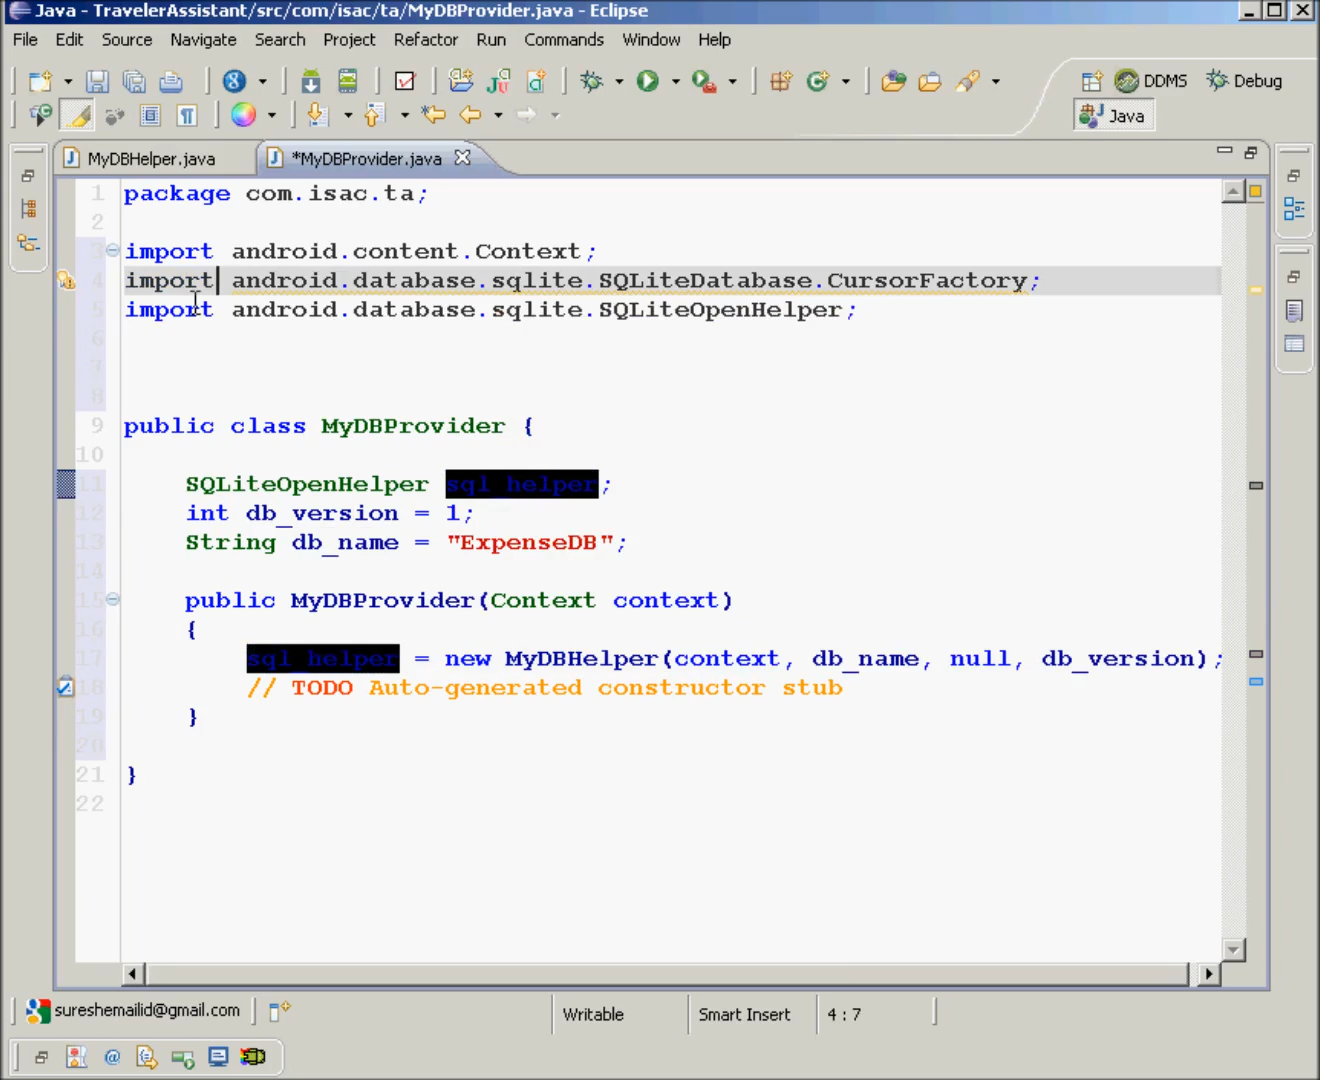 Java - TravelerAssistant/src/com/isac/ta/MyDBProvider.java - Eclipse
File Edit Source Navigate Search Project Refactor Run Commands Window Help
DDMS Debug
Java
MyDBHelper.java *MyDBProvider.java
1 package com.isac.ta;
2
3 import android.content.Context;
4 import android.database.sqlite.SQLiteDatabase.CursorFactory;
5 import android.database.sqlite.SQLiteOpenHelper;
6
7
8
9 public class MyDBProvider {
10
11 SQLiteOpenHelper sql_helper;
12 int db_version = 1;
13 String db_name = "ExpenseDB";
14
15 public MyDBProvider(Context context)
16 {
17 sql_helper = new MyDBHelper(context, db_name, null, db_version);
18 // TODO Auto-generated constructor stub
19 }
20
21 }
22
sureshemailid@gmail.com Writable Smart Insert 4 : 7